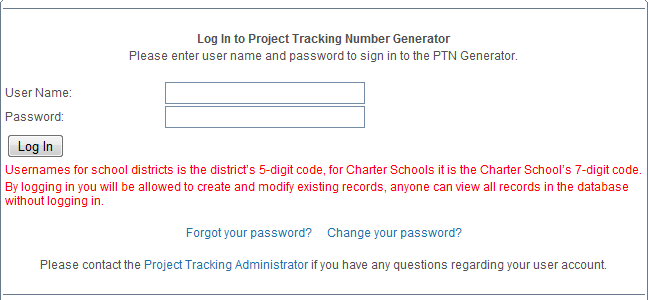 Log In to Project Tracking Number Generator
Please enter user name and password to sign in to the PTN Generator.
User Name:
Password:
Log In
Usernames for school districts is the district's 5-digit code, for Charter Schools it is the Charter School's 7-digit code.
By logging in you will be allowed to create and modify existing records, anyone can view all records in the database
without logging in.
Forgot your password? Change your password?
Please contact the Project Tracking Administrator if you have any questions regarding your user account.